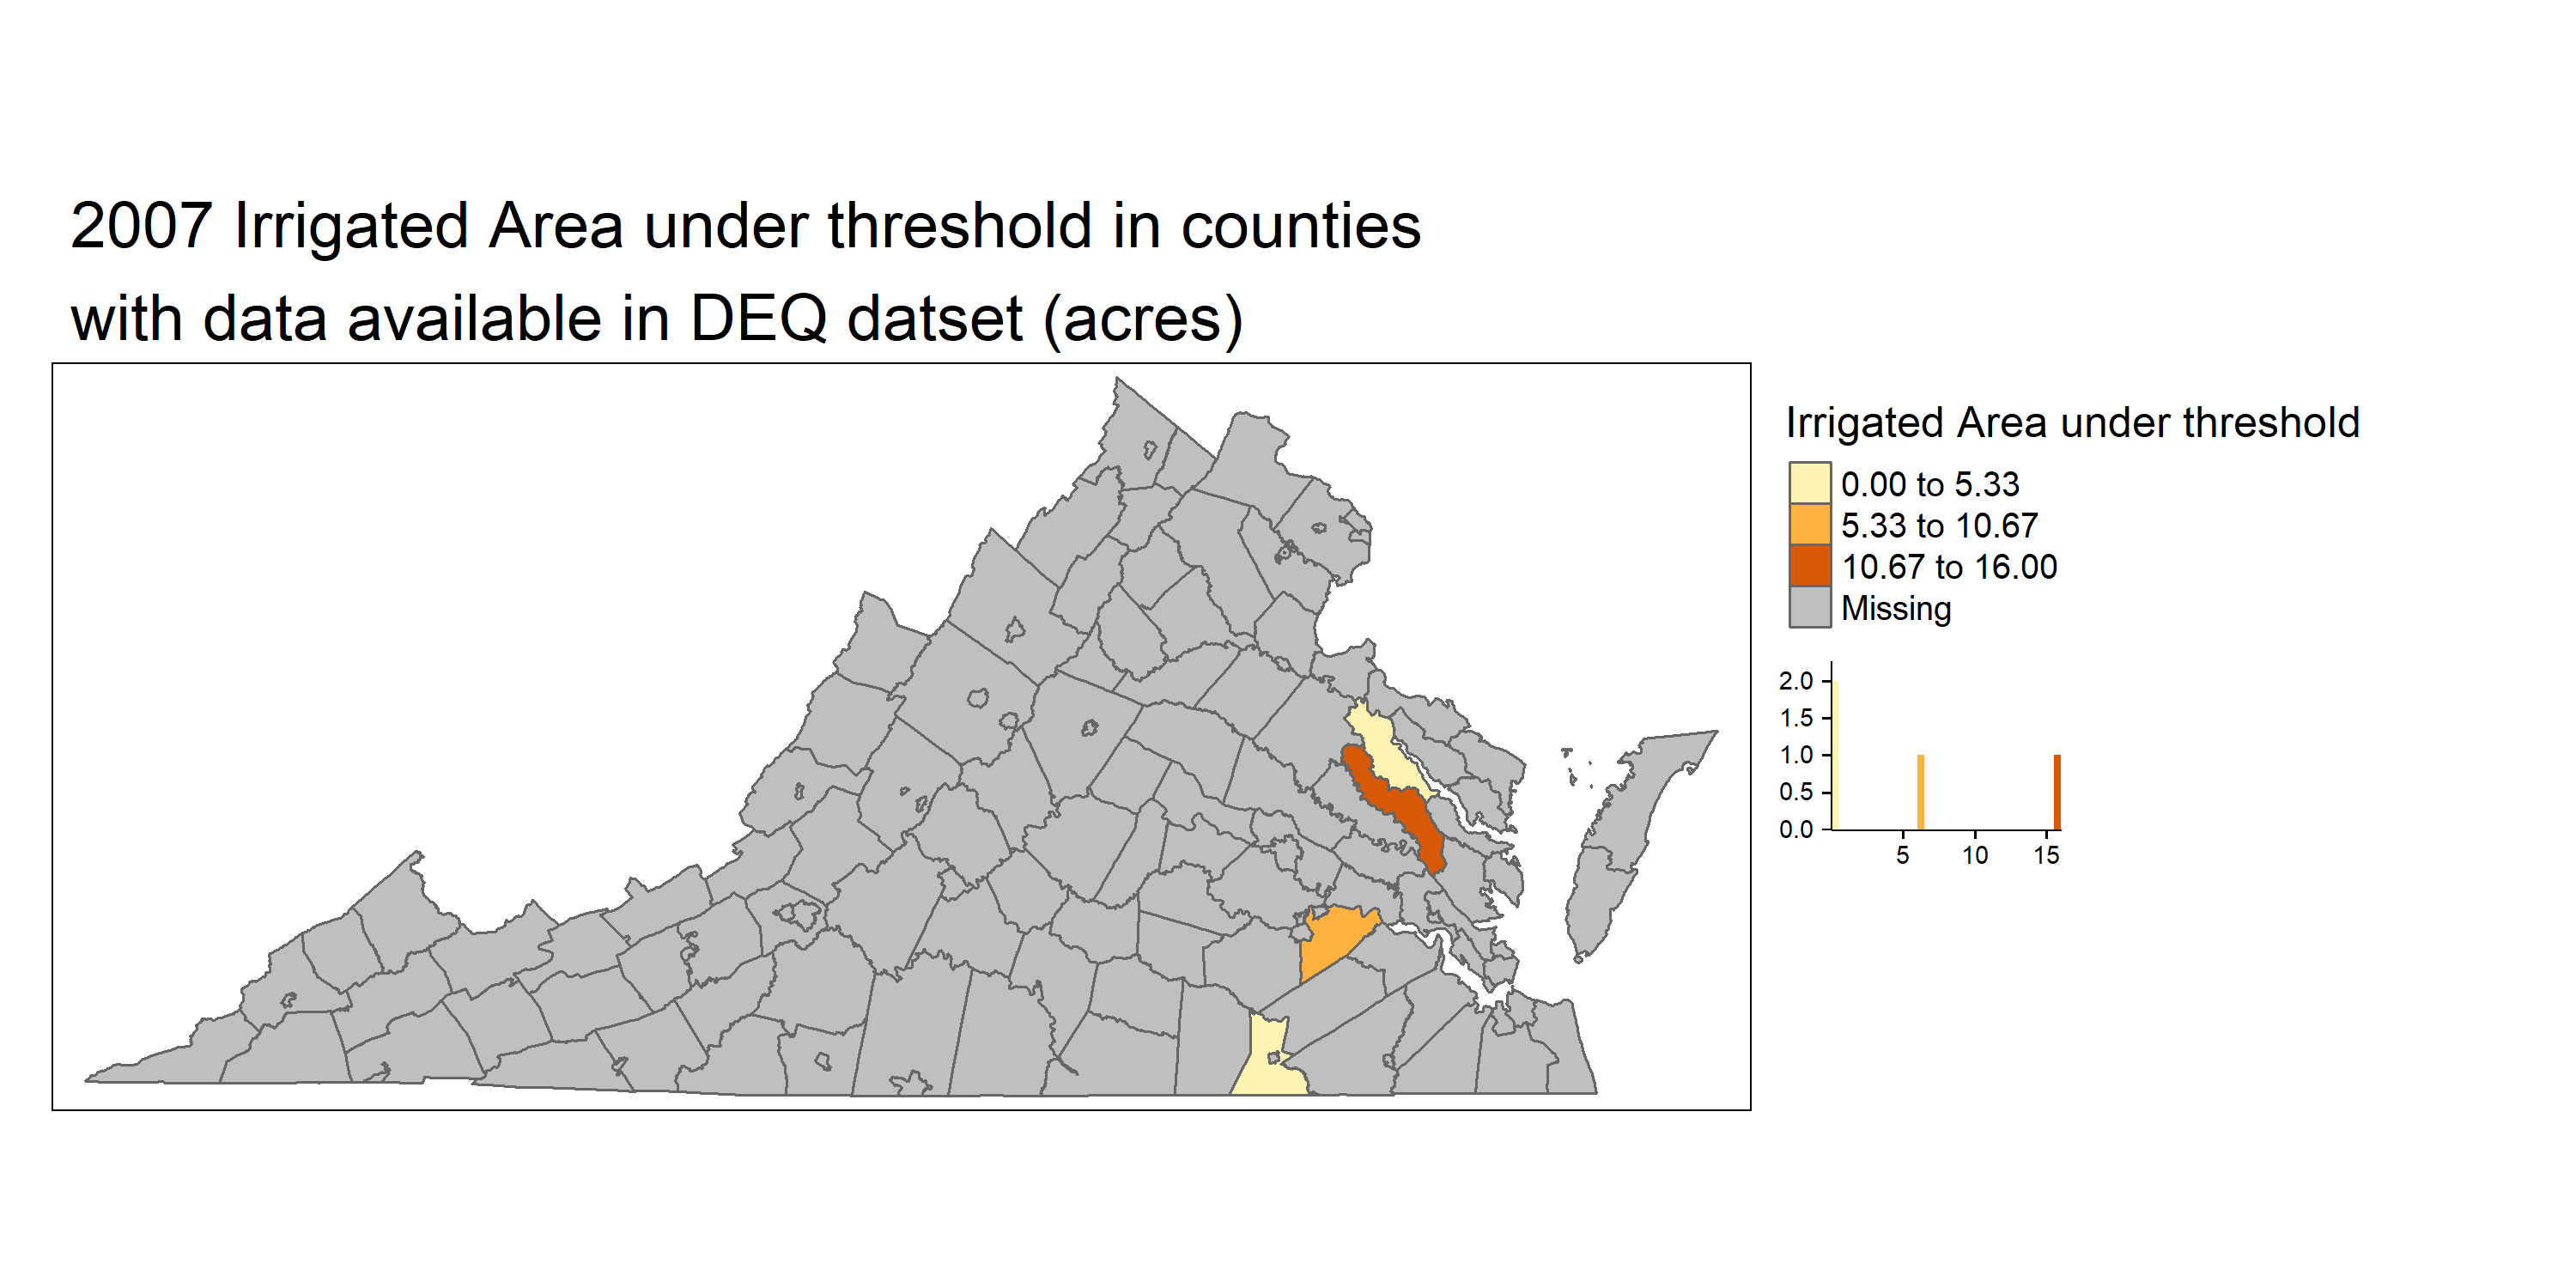 2007 Irrigated Area under threshold in counties
with data available in DEQ datset (acres)
Irrigated Area under threshold
0.00 to 5.33
5.33 to 10.67
10.67 to 16.00
Missing
2.0
1.5
1.0
0.5
0.0
5 10 15